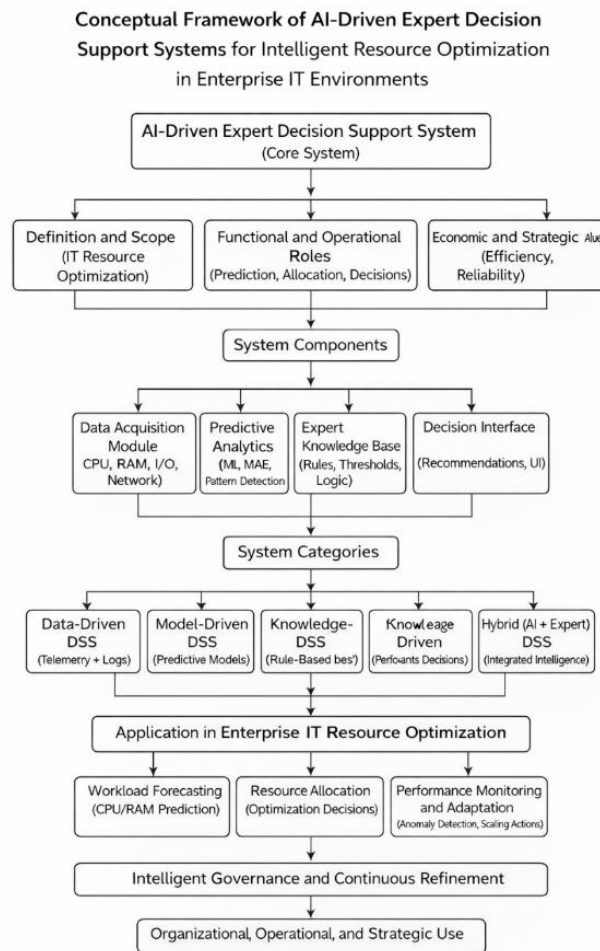 Conceptual Framework of AI-Driven Expert Decision
Support Systems for Intelligent Resource Optimization
in Enterprise IT Environments
AI-Driven Expert Decision Support System
(Core System)
Definition and Scope
(IT Resource
Optimization)
Functional and Operational
Roles
(Prediction, Allocation, Decisions)
Economic and Strategic Alue
(Efficiency,
Reliability)
System Components
Data Acquisition
Module
CPU, RAM, I/O,
Network)
Predictive
Analytics
(ML, MAE,
Pattern Detection
Expert
Knowledge Base
(Rules, Thresholds,
Logic)
Decision Interface
(Recommendations, UI)
System Categories
Data-Driven
DSS
(Telemetry + Logs)
Model-Driven
DSS
(Predictive Models)
Knowledge-
DSS
(Rule-Based bes')
Knowleage
Driven
(Perfoʌants Decisions)
Hybrid (AI + Expert)
DSS
(Integrated Intelligence)
Application in Enterprise IT Resource Optimization
Workload Forecasting
(CPU/RAM Prediction)
Resource Allocation
(Optimization Decisions)
Performance Monitoring
and Adaptation
(Anomaly Detection, Scaling Actions)
Intelligent Governance and Continuous Refinement
Organizational, Operational, and Strategic Use